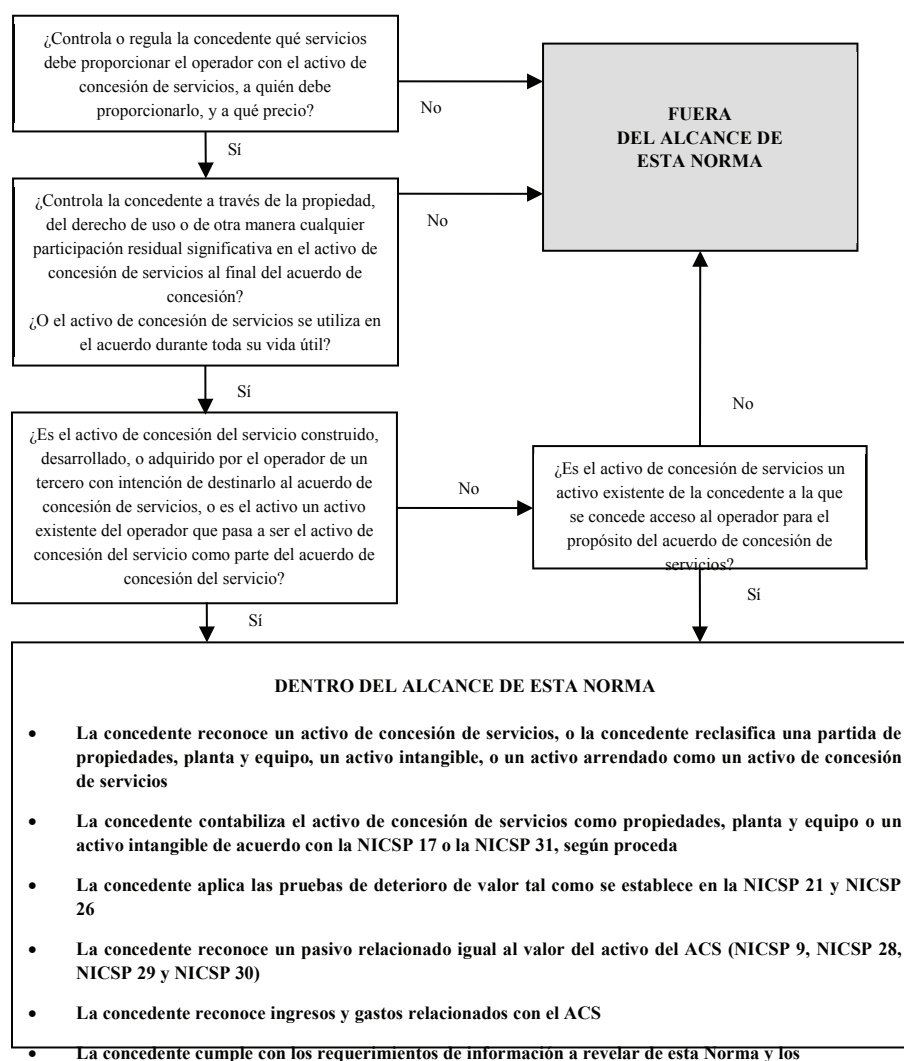 ¿Controla o regula la concedente qué servicios
debe proporcionar el operador con el activo de
concesión de servicios, a quién debe
proporcionarlo, y a qué precio?
No
FUERA
DEL ALCANCE DE
ESTA NORMA
Sí
¿Controla la concedente a través de la propiedad,
del derecho de uso o de otra manera cualquier
participación residual significativa en el activo de
concesión de servicios al final del acuerdo de
concesión?
¿O el activo de concesión de servicios se utiliza en
el acuerdo durante toda su vida útil?
No
Sí
No
¿Es el activo de concesión del servicio construido,
desarrollado, o adquirido por el operador de un
tercero con intención de destinarlo al acuerdo de
concesión de servicios, o es el activo un activo
existente del operador que pasa a ser el activo de
concesión del servicio como parte del acuerdo de
concesión del servicio?
No
¿Es el activo de concesión de servicios un
activo existente de la concedente a la que
se concede acceso al operador para el
propósito del acuerdo de concesión de
servicios?
Sí
Sí
DENTRO DEL ALCANCE DE ESTA NORMA
• La concedente reconoce un activo de concesión de servicios, o la concedente reclasifica una partida de
propiedades, planta y equipo, un activo intangible, o un activo arrendado como un activo de concesión
de servicios
• La concedente contabiliza el activo de concesión de servicios como propiedades, planta y equipo o un
activo intangible de acuerdo con la NICSP 17 o la NICSP 31, según proceda
• La concedente aplica las pruebas de deterioro de valor tal como se establece en la NICSP 21 y NICSP
26
• La concedente reconoce un pasivo relacionado igual al valor del activo del ACS (NICSP 9, NICSP 28,
NICSP 29 y NICSP 30)
• La concedente reconoce ingresos y gastos relacionados con el ACS
• La concedente cumple con los requerimientos de información a revelar de esta Norma y los